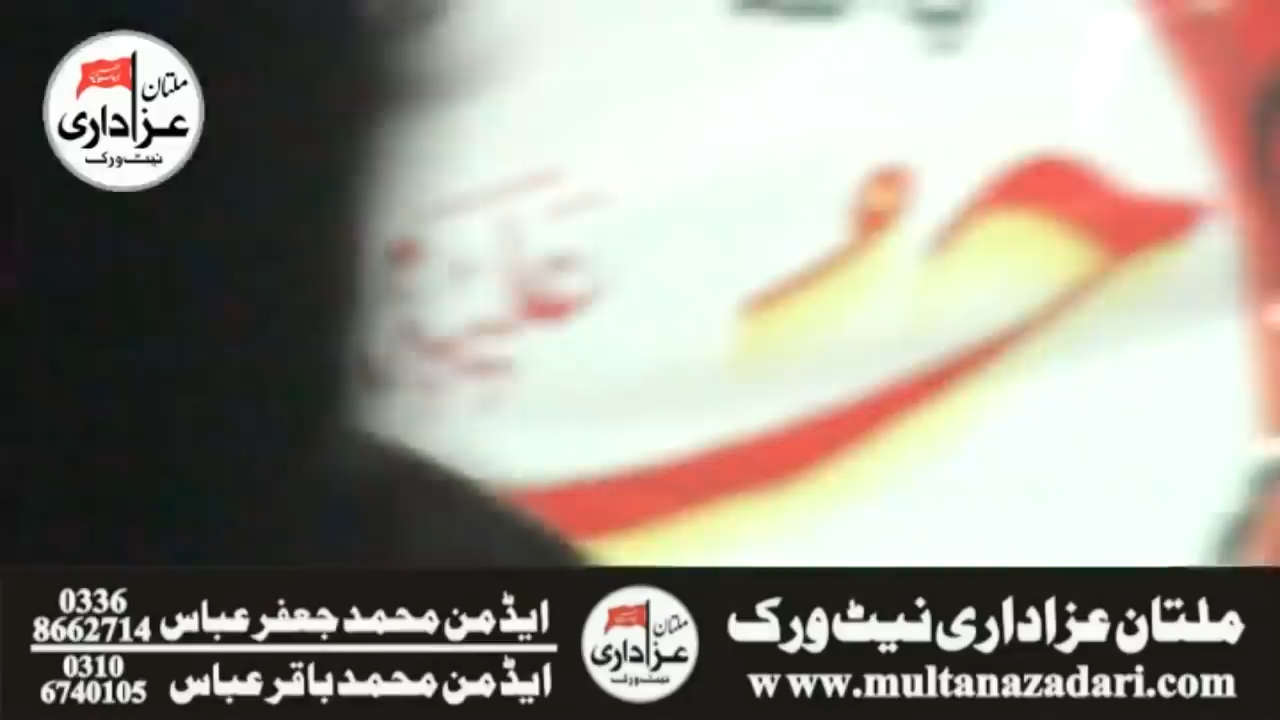 ملتان
عزاداری
نیٹ ورک
علیہ
ملتان عزاداری نیٹ ورک
www.multanazadari.com
ملتان
عزاداری
نیٹ ورک
ایڈمن محمد جعفر عباس 0336 8662714
ایڈمن محمد باقر عباس 0310 6740105